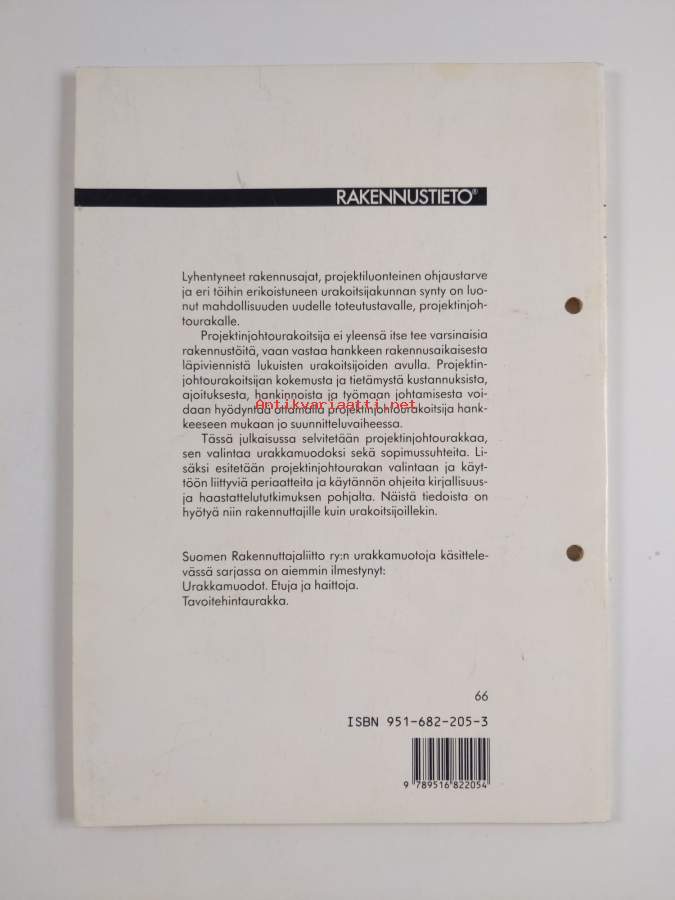 RAKENNUSTIETO®
Lyhentyneet rakennusajat, projektiluonteinen ohjaustarve
ja eri töihin erikoistuneen urakoitsijakunnan synty on luo-
nut mahdollisuuden uudelle toteutustavalle, projektinjoh-
tourakalle.
Projektinjohtourakoitsija ei yleensä itse tee varsinaisia
rakennustöitä, vaan vastaa hankkeen rakennusaikaisesta
läpiviennistä lukuisten urakoitsijoiden avulla. Projektin-
johtourakoitsijan kokemusta ja tietämystä kustannuksista,
ajoituksesta, hankinnoista ja työmaan johtamisesta voi-
daan hyödyntää ottamalla projektinjohtourakoitsija hank-
Antikvariaatti.net
keeseen mukaan jo suunnitteluvaiheessa.
Tässä julkaisussa selvitetään projektinjohtourakkaa,
sen valintaa urakkamuodoksi sekä sopimussuhteita. Li-
säksi esitetään projektinjohtourakan valintaan ja käyt-
töön liittyviä periaatteita ja käytännön ohjeita kirjallisuus-
ja haastattelututkimuksen pohjalta. Näistä tiedoista on
hyötyä niin rakennuttajille kuin urakoitsijoillekin.
Suomen Rakennuttajaliitto ry:n urakkamuotoja käsittele-
vässä sarjassa on aiemmin ilmestynyt:
Urakkamuodot. Etuja ja haittoja.
Tavoitehintaurakka.
66
ISBN 951-682-205-3
9 789516 822054